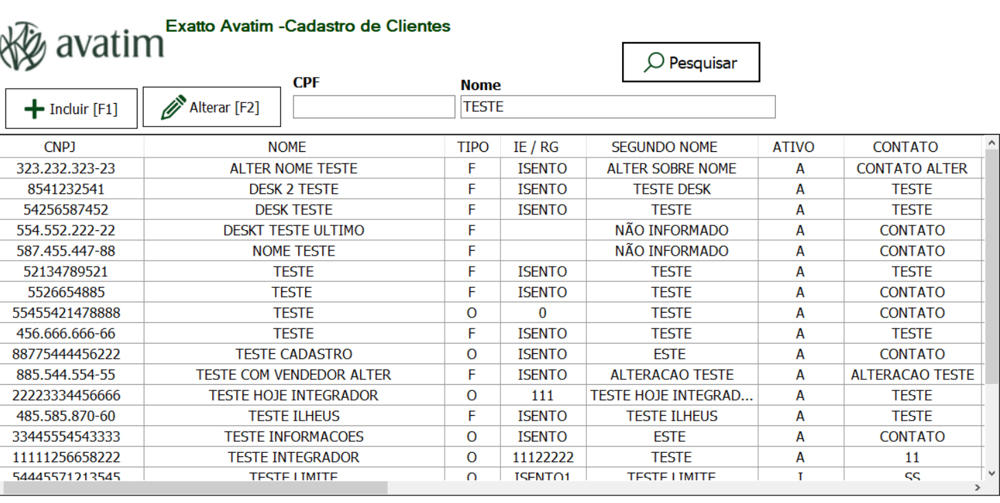 Exatto Avatim -Cadastro de Clientes
avatim
Pesquisar
CPF Nome
Incluir [F1] Alterar [F2] TESTE
CNPJ NOME TIPO IE / RG SEGUNDO NOME ATIVO CONTATO
323.232.323-23 ALTER NOME TESTE F ISENTO ALTER SOBRE NOME A CONTATO ALTER
8541232541 DESK 2 TESTE F ISENTO TESTE DESK A TESTE
54256587452 DESK TESTE F ISENTO TESTE A TESTE
554.552.222-22 DESKT TESTE ULTIMO F NÃO INFORMADO A CONTATO
587.455.447-88 NOME TESTE F NÃO INFORMADO A CONTATO
52134789521 TESTE F ISENTO TESTE A TESTE
5526654885 TESTE F ISENTO TESTE A CONTATO
55455421478888 TESTE O 0 TESTE A CONTATO
456.666.666-66 TESTE F ISENTO TESTE A TESTE
88775444456222 TESTE CADASTRO O ISENTO ESTE A CONTATO
885.544.554-55 TESTE COM VENDEDOR ALTER F ISENTO ALTERACAO TESTE A ALTERACAO TESTE
22223334456666 TESTE HOJE INTEGRADOR O 111 TESTE HOJE INTEGRAD... A TESTE
485.585.870-60 TESTE ILHEUS F ISENTO TESTE ILHEUS A TESTE
33445554543333 TESTE INFORMACOES O ISENTO ESTE A CONTATO
11111256658222 TESTE INTEGRADOR O 11122222 TESTE A 11
54445571213545 TESTE LIMITE O ISENTO1 TESTE LIMITE I SS